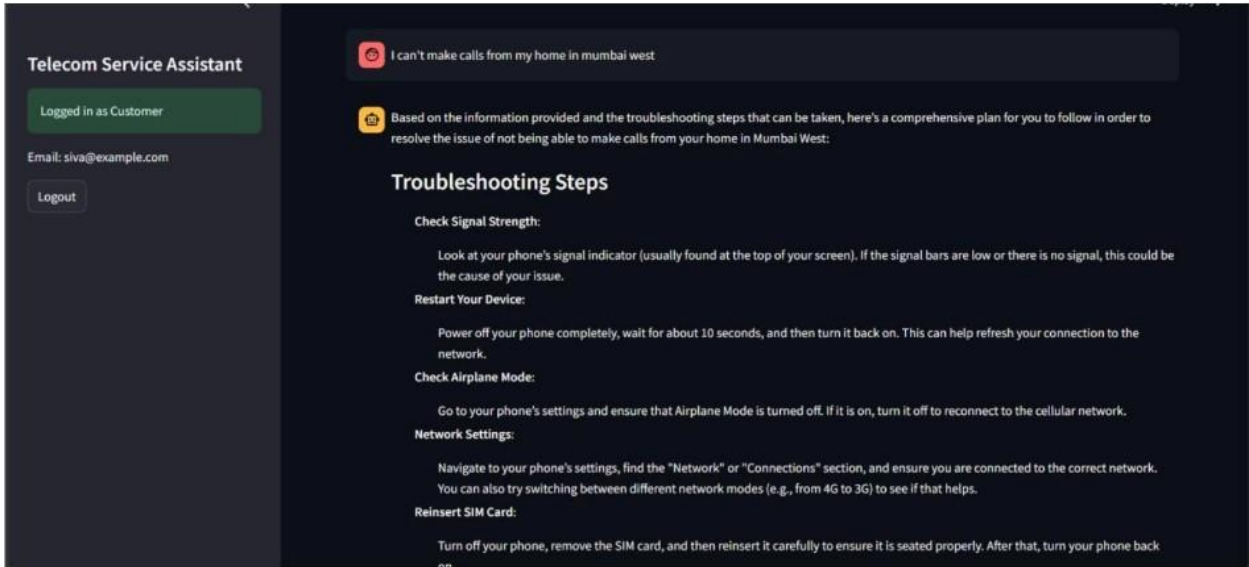 Telecom Service Assistant
Logged in as Customer
Email: siva@example.com
Logout
I can't make calls from my home in mumbai west
Based on the information provided and the troubleshooting steps that can be taken, here's a comprehensive plan for you to follow in order to
resolve the issue of not being able to make calls from your home in Mumbai West:
Troubleshooting Steps
Check Signal Strength:
Look at your phone's signal indicator (usually found at the top of your screen). If the signal bars are low or there is no signal, this could be
the cause of your issue.
Restart Your Device:
Power off your phone completely, wait for about 10 seconds, and then turn it back on. This can help refresh your connection to the
network.
Check Airplane Mode:
Go to your phone's settings and ensure that Airplane Mode is turned off. If it is on, turn it off to reconnect to the cellular network.
Network Settings:
Navigate to your phone's settings, find the "Network" or "Connections" section, and ensure you are connected to the correct network.
You can also try switching between different network modes (e.g., from 4G to 3G) to see if that helps.
Reinsert SIM Card:
Turn off your phone, remove the SIM card, and then reinsert it carefully to ensure it is seated properly. After that, turn your phone back